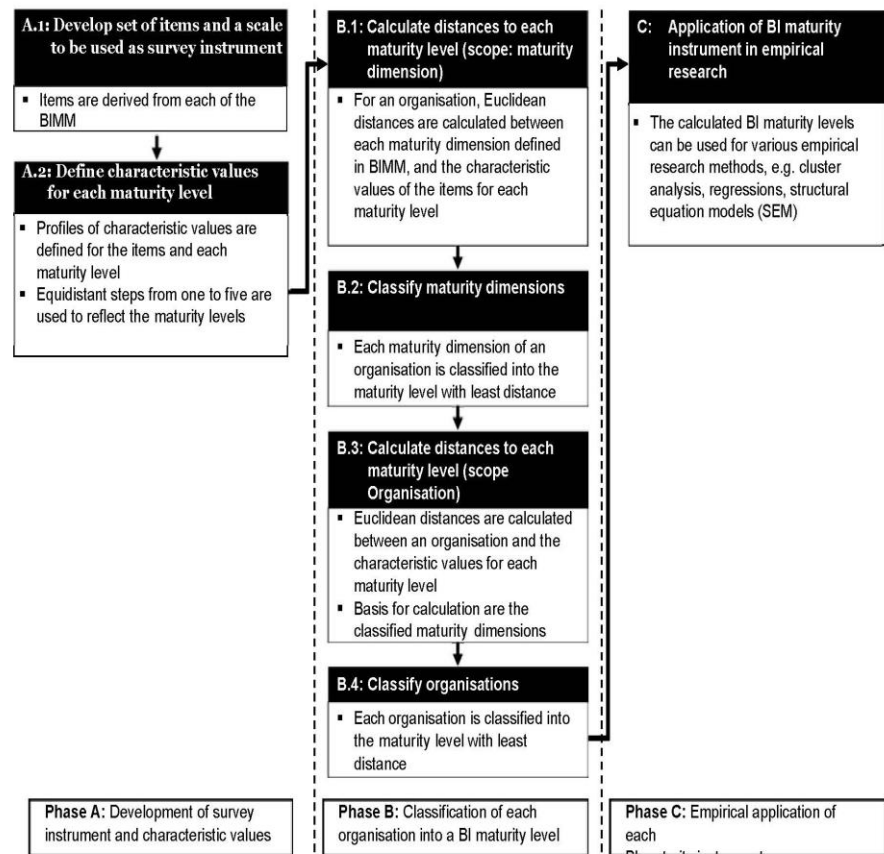 A.1: Develop set of items and a scale
to be used as survey instrument
▪ Items are derived from each of the
BIMM
A.2: Define characteristic values
for each maturity level
▪ Profiles of characteristic values are
defined for the items and each
maturity level
▪ Equidistant steps from one to five are
used to reflect the maturity levels
B.1: Calculate distances to each
maturity level (scope: maturity
dimension)
▪ For an organisation, Euclidean
distances are calculated between
each maturity dimension defined
in BIMM, and the characteristic
values of the items for each
maturity level
B.2: Classify maturity dimensions
▪ Each maturity dimension of an
organisation is classified into the
maturity level with least distance
B.3: Calculate distances to each
maturity level (scope
Organisation)
▪ Euclidean distances are calculated
between an organisation and the
characteristic values for each
maturity level
▪ Basis for calculation are the
classified maturity dimensions
B.4: Classify organisations
▪ Each organisation is classified into
the maturity level with least
distance
C: Application of BI maturity
instrument in empirical
research
▪ The calculated BI maturity levels
can be used for various empirical
research methods, e.g. cluster
analysis, regressions, structural
equation models (SEM)
Phase A: Development of survey
instrument and characteristic values
Phase B: Classification of each
organisation into a BI maturity level
Phase C: Empirical application of
each